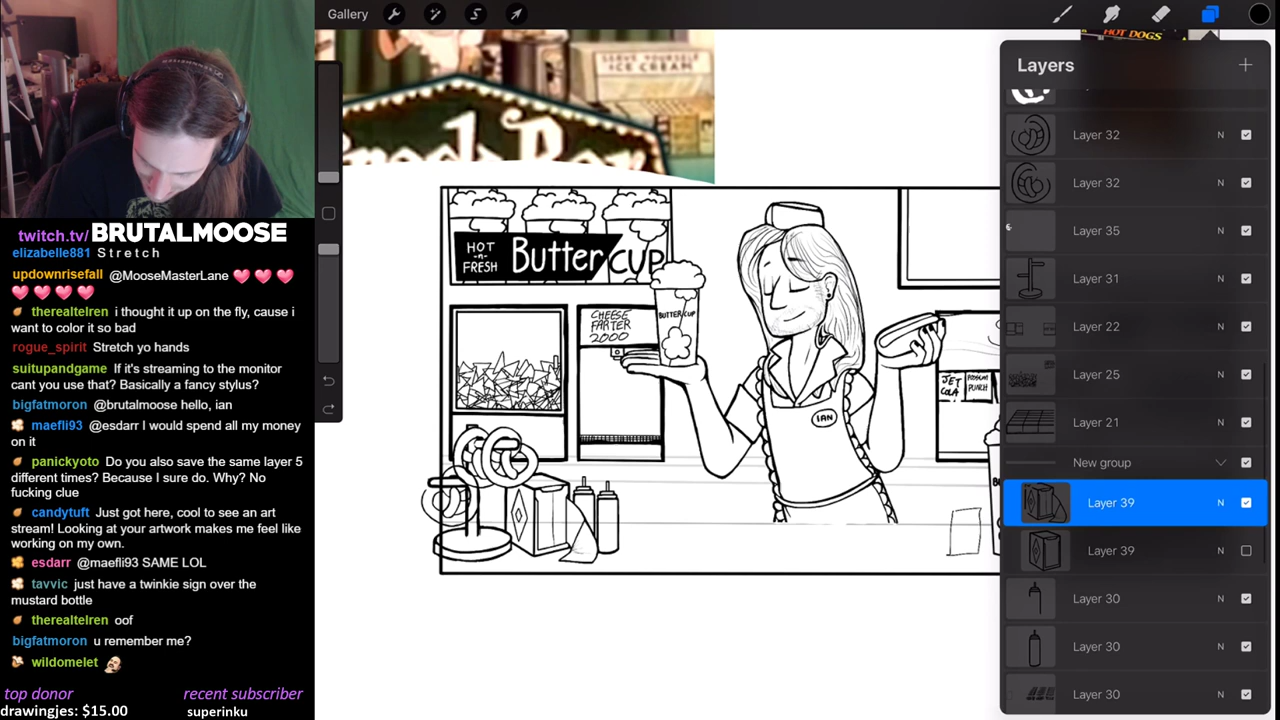 Gallery
HOT DOGS
SERVE YOURSELF
ICE CREAM
Layers
Layer 32
Layer 32
Layer 35
Layer 31
Layer 22
Layer 25
Layer 21
New group
Layer 39
Layer 39
Layer 30
Layer 30
Layer 30
N
N
N
N
N
N
N
N
N
N
N
N
HOT
-n-
FRESH
Butter CUP
CHEESE
FARTER
2000
BUTTER CUP
IAN
JET
COLA
POSSUM
PUNCH
twitch.tv/BRUTALMOOSE
elizabelle881 S t r e t c h
updownrisefall @MooseMasterLane
therealtelren i thought it up on the fly, cause i
want to color it so bad
rogue_spirit Stretch yo hands
suitupandgame If it's streaming to the monitor
cant you use that? Basically a fancy stylus?
bigfatmoron @brutalmoose hello, ian
maefli93 @esdarr I would spend all my money
on it
panickyoto Do you also save the same layer 5
different times? Because I sure do. Why? No
fucking clue
candytuft Just got here, cool to see an art
stream! Looking at your artwork makes me feel like
working on my own.
esdarr @maefli93 SAME LOL
tavvic just have a twinkie sign over the
mustard bottle
therealtelren oof
bigfatmoron u remember me?
wildomelet
top donor
recent subscriber
drawingjes: $15.00
superinku